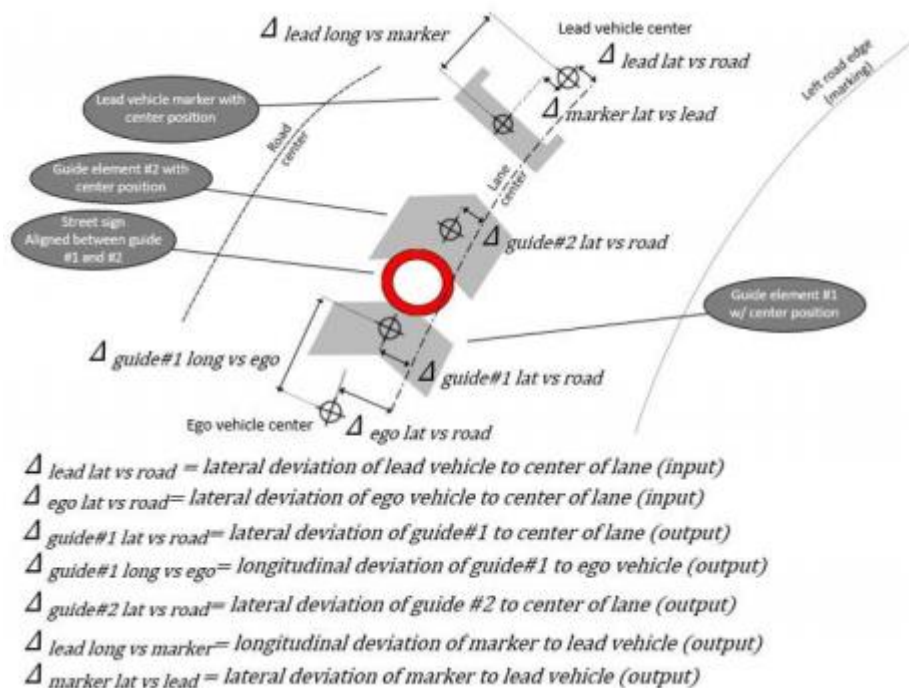 Δ lead long vs marker
Lead vehicle center
Δ lead lat vs road
Δ marker lat vs lead
Left road edge
(marking)
Lead vehicle marker with
center position
Road
center
Lane
center
Guide element #2 with
center position
Street sign
Aligned between guide
#1 and #2
Δ guide#2 lat vs road
Guide element #1
w/ center position
Δ guide#1 long vs ego
Δ guide#1 lat vs road
Ego vehicle center
Δ ego lat vs road
Δ lead lat vs road = lateral deviation of lead vehicle to center of lane (input)
Δ ego lat vs road= lateral deviation of ego vehicle to center of lane (input)
Δ guide#1 lat vs road= lateral deviation of guide#1 to center of lane (output)
Δ guide#1 long vs ego= longitudinal deviation of guide#1 to ego vehicle (output)
Δ guide#2 lat vs road= lateral deviation of guide #2 to center of lane (output)
Δ lead long vs marker= longitudinal deviation of marker to lead vehicle (output)
Δ marker lat vs lead= lateral deviation of marker to lead vehicle (output)